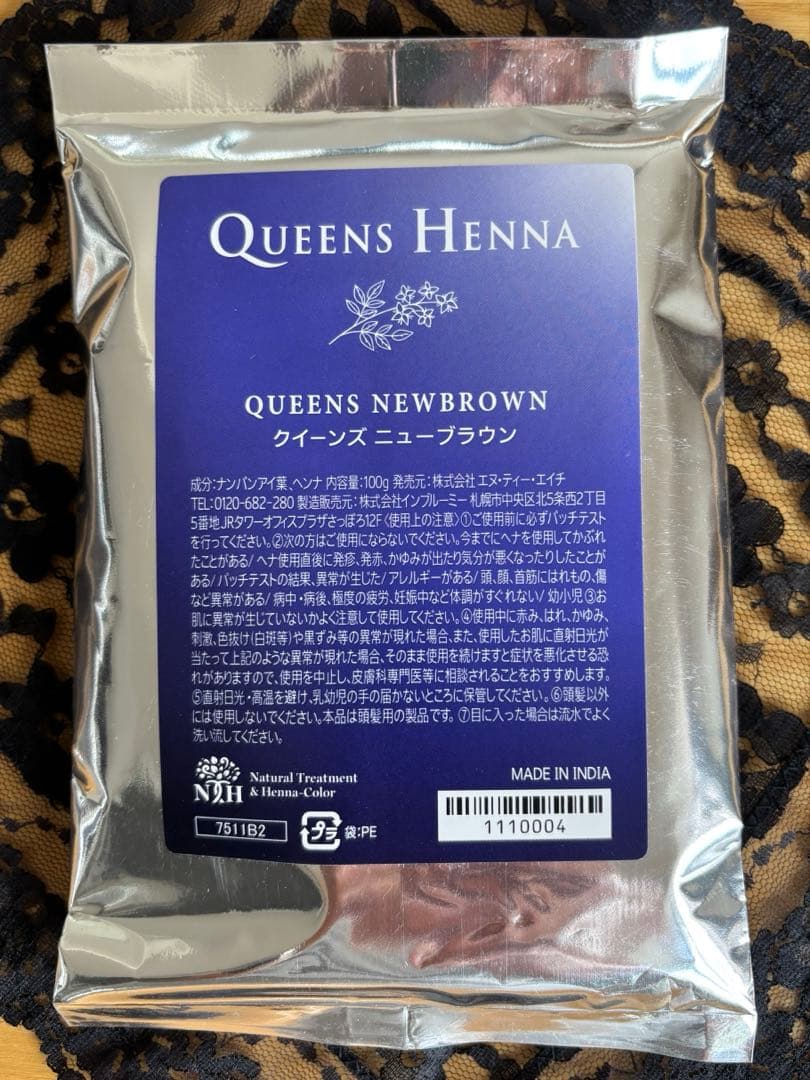 QUEENS HENNA
QUEENS NEWBROWN
クイーンズ ニューブラウン
成分:ナンバンアイ葉、ヘンナ 内容量:100g 発売元:株式会社 エヌ・ティー・エイチ
TEL:0120-682-280 製造販売元:株式会社インプルーミー 札幌市中央区北5条西2丁目
5番地 JRタワーオフィスプラザさっぽろ12F〈使用上の注意〉①ご使用前に必ずパッチテスト
を行ってください。②次の方はご使用にならないでください。今までにヘナを使用してかぶれ
たことがある/ ヘナ使用直後に発疹、発赤、かゆみが出たり気分が悪くなったりしたことが
ある/ パッチテストの結果、異常が生じた/ アレルギーがある/ 頭、顔、首筋にはれもの、傷
など異常がある/ 病中・病後、極度の疲労、妊娠中など体調がすぐれない/ 幼小児 ③お
肌に異常が生じていないかよく注意して使用してください。④使用中に赤み、はれ、かゆみ、
刺激、色抜け(白斑等)や黒ずみ等の異常が現れた場合、また、使用したお肌に直射日光が
当たって上記のような異常が現れた場合、そのまま使用を続けますと症状を悪化させる恐
れがありますので、使用を中止し、皮膚科専門医等に相談されることをおすすめします。
⑤直射日光・高温を避け、乳幼児の手の届かないところに保管してください。⑥頭髪以外
には使用しないでください。本品は頭髪用の製品です。⑦目に入った場合は流水でよく
洗い流してください。
NTH Natural Treatment
& Henna-Color
MADE IN INDIA
7511B2
プラ 袋:PE
1110004